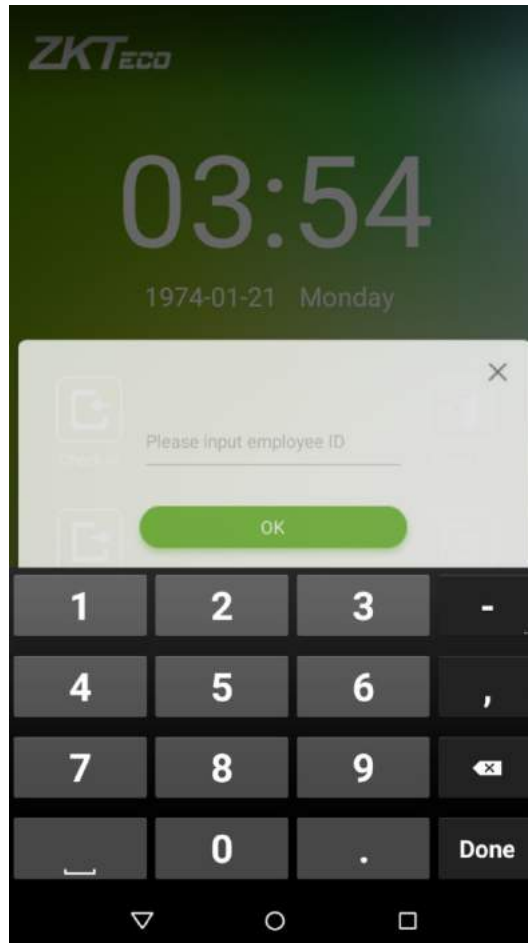 ZKTECO
03:54
1974-01-21 Monday
Please input employee ID
OK
1 2 3 -
4 5 6 ,
7 8 9
0 .
Done